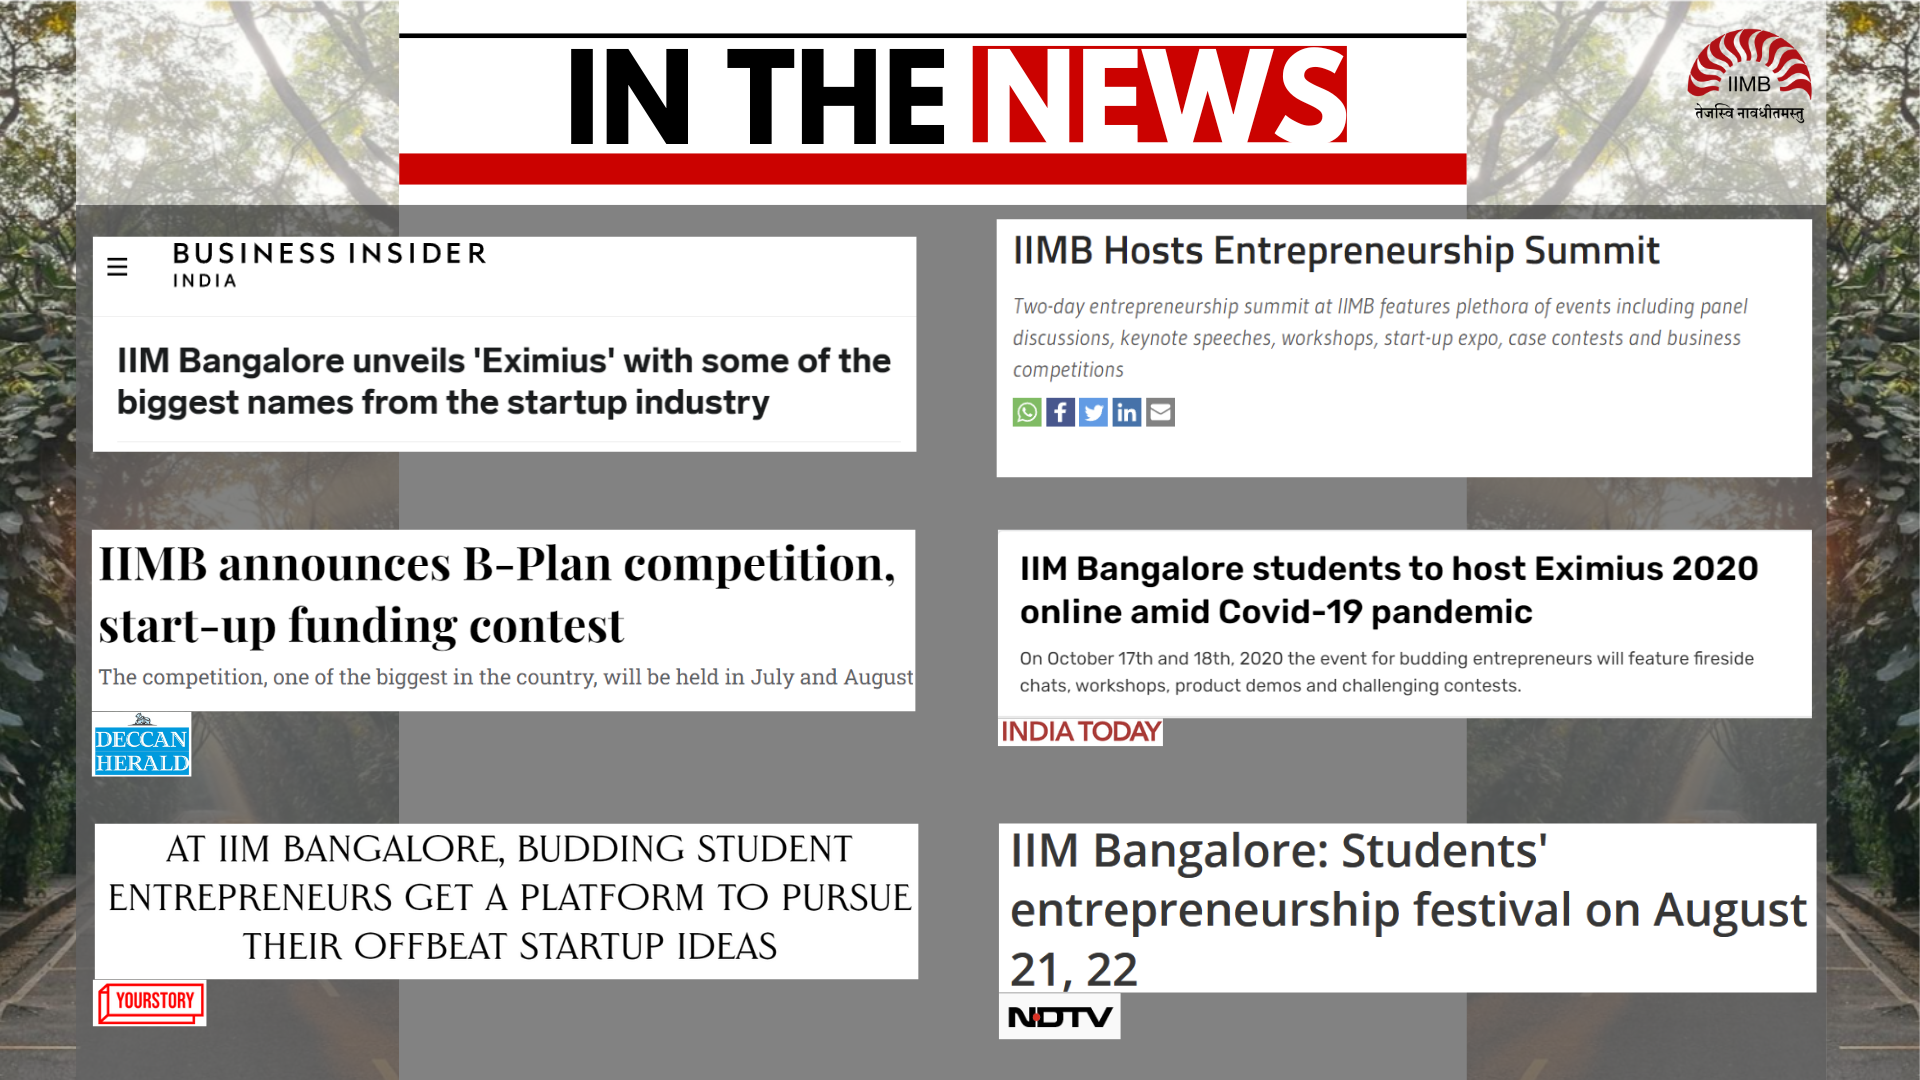 IN THE NEWS
IIMB
तेजस्वि नावधीतमस्तु
BUSINESS INSIDER
INDIA
IIM Bangalore unveils 'Eximius' with some of the
biggest names from the startup industry
IIMB Hosts Entrepreneurship Summit
Two-day entrepreneurship summit at IIMB features plethora of events including panel
discussions, keynote speeches, workshops, start-up expo, case contests and business
competitions
IIMB announces B-Plan competition,
start-up funding contest
The competition, one of the biggest in the country, will be held in July and August
DECCAN
HERALD
IIM Bangalore students to host Eximius 2020
online amid Covid-19 pandemic
On October 17th and 18th, 2020 the event for budding entrepreneurs will feature fireside
chats, workshops, product demos and challenging contests.
INDIA TODAY
AT IIM BANGALORE, BUDDING STUDENT
ENTREPRENEURS GET A PLATFORM TO PURSUE
THEIR OFFBEAT STARTUP IDEAS
YOURSTORY
IIM Bangalore: Students'
entrepreneurship festival on August
21, 22
NDTV